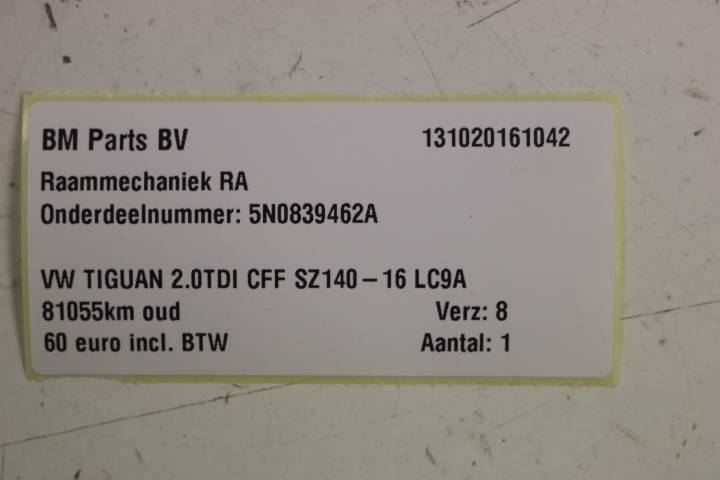 BM Parts BV 131020161042
Raammechaniek RA
Onderdeelnummer: 5N0839462A
VW TIGUAN 2.0TDI CFF SZ140 – 16 LC9A
81055km oud Verz: 8
60 euro incl. BTW Aantal: 1